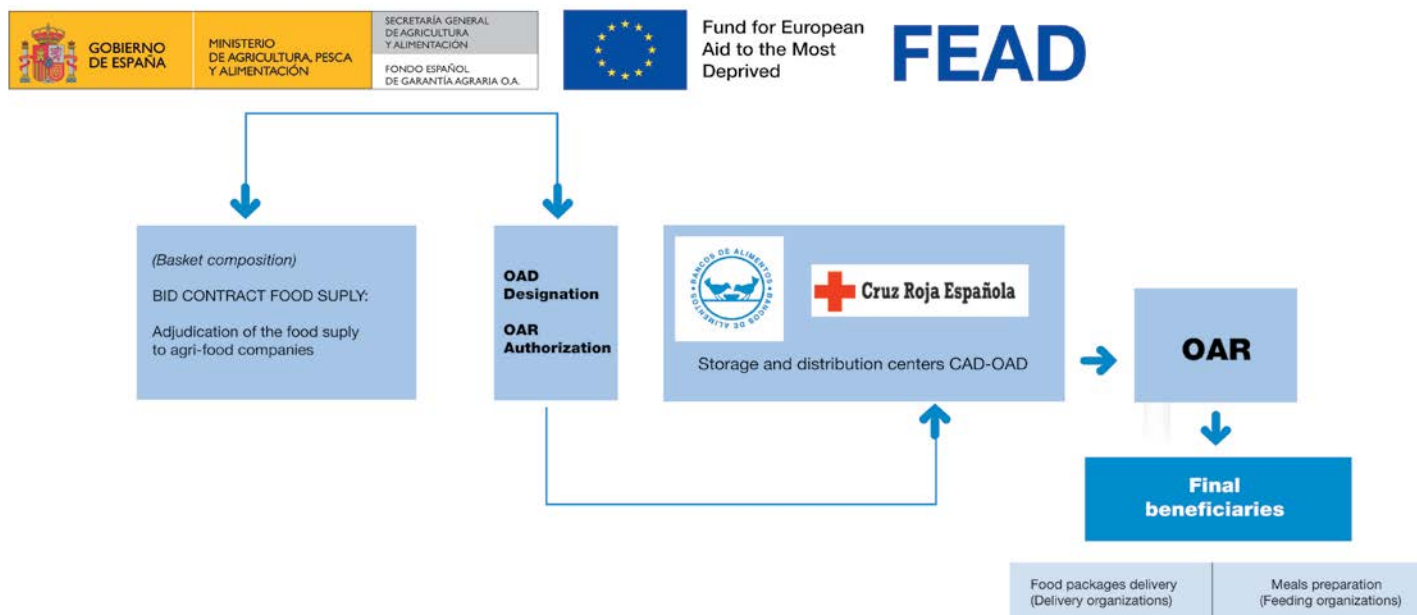 GOBIERNO
DE ESPAÑA
MINISTERIO
DE AGRICULTURA, PESCA
Y ALIMENTACIÓN
SECRETARÍA GENERAL
DE AGRICULTURA
Y ALIMENTACIÓN
FONDO ESPAÑOL
DE GARANTÍA AGRARIA O.A.
Fund for European
Aid to the Most
Deprived
FEAD
(Basket composition)
BID CONTRACT FOOD SUPLY:
Adjudication of the food suply
to agri-food companies
OAD
Designation
OAR
Authorization
BANCOS DE ALIMENTOS • BANCOS DE ALIMENTOS •
Cruz Roja Española
Storage and distribution centers CAD-OAD
OAR
Final
beneficiaries
Food packages delivery
(Delivery organizations)
Meals preparation
(Feeding organizations)